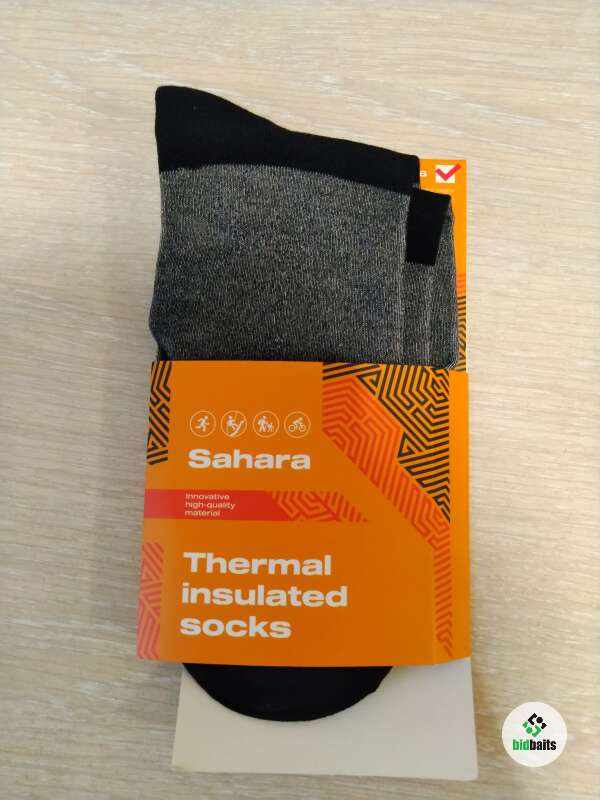 Sahara
Innovative
high-quality
material
Thermal
insulated
socks
bidbaits